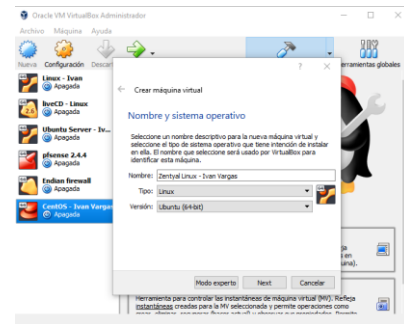 Oracle VM VirtualBox Administrador
Archivo Máquina Ayuda
Nueva Configuración Descart
erramientas globales
Linux - Ivan
Apagada
liveCD - Linux
Apagada
Ubuntu Server - Iv...
Apagada
pfsense 2.4.4
Apagada
Endian firewall
Apagada
CentOS - Ivan Vargas
Apagada
Crear máquina virtual
Nombre y sistema operativo
Seleccione un nombre descriptivo para la nueva máquina virtual y
seleccione el tipo de sistema operativo que tiene intención de instalar
en ella. El nombre que seleccione será usado por VirtualBox para
identificar esta máquina.
Nombre: Zentyal Linux - Ivan Vargas
Tipo: Linux
Versión: Ubuntu (64-bit)
Modo experto Next Cancelar
Herramienta para controlar las instantáneas de máquina virtual (MV). Refleja
instantáneas creadas para la MV seleccionada y permite operaciones como